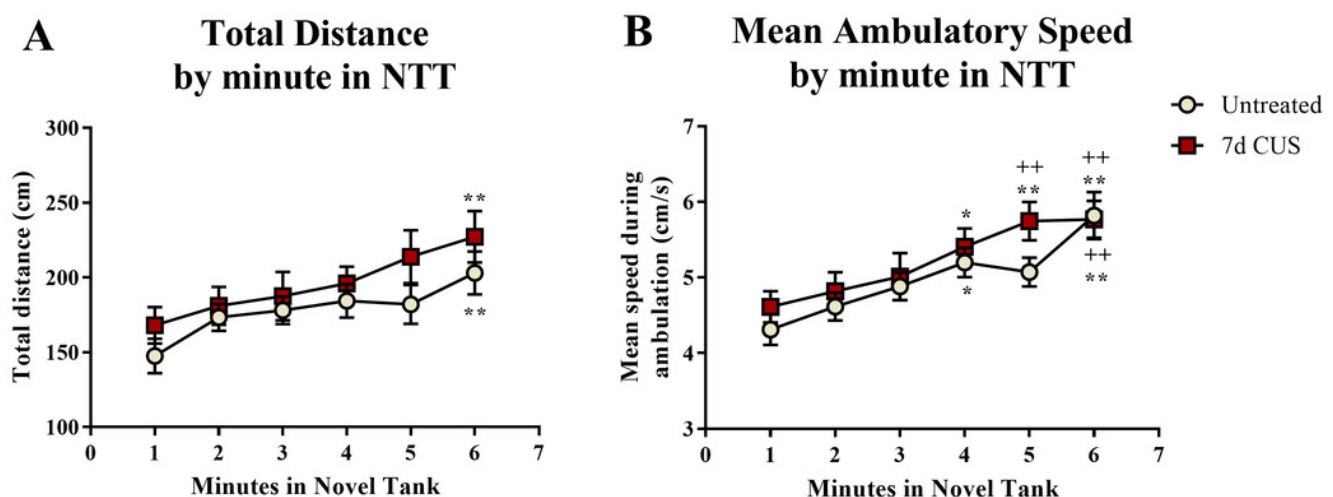 A
Total Distance
by minute in NTT
Total distance (cm)
300
250
200
150
100
**
**
0 1 2 3 4 5 6 7
Minutes in Novel Tank
B
Mean Ambulatory Speed
by minute in NTT
Mean speed during
ambulation (cm/s)
7
6
5
4
3
*
*
++
**
++
**
++
**
0 1 2 3 4 5 6 7
Minutes in Novel Tank
Untreated
7d CUS